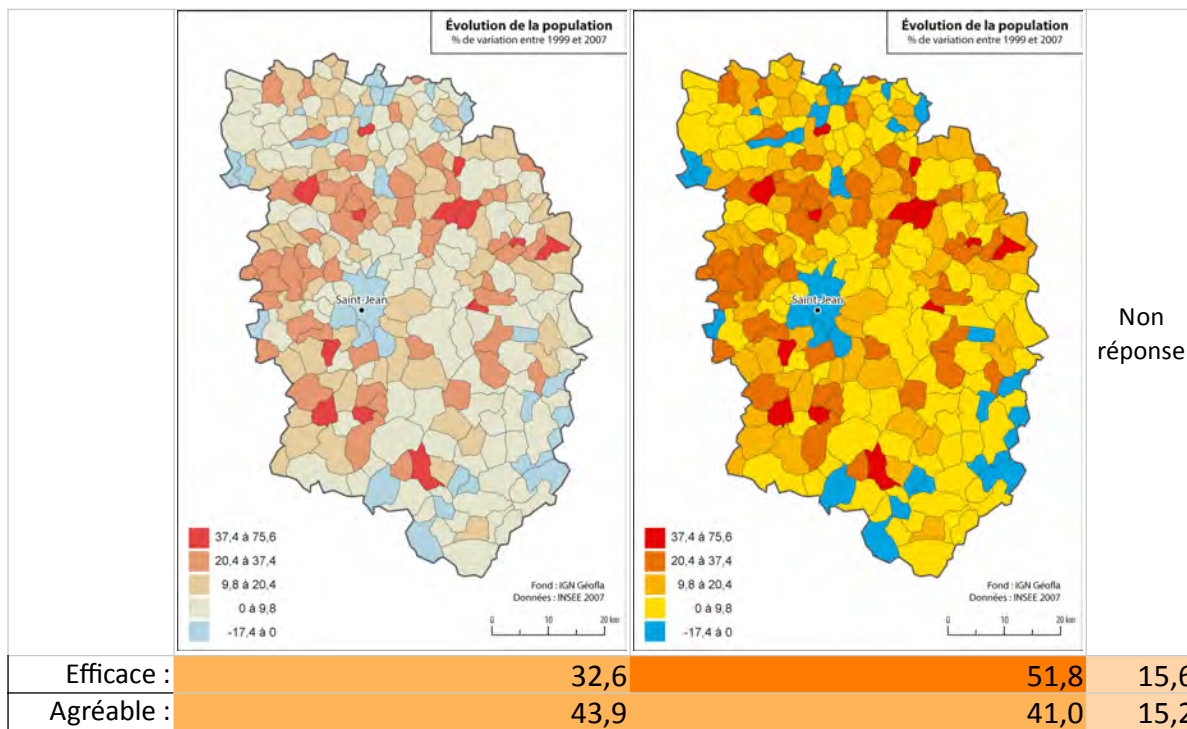 Évolution de la population
% de variation entre 1999 et 2007
Saint-Jean
37,4 à 75,6
20,4 à 37,4
9,8 à 20,4
0 à 9,8
-17,4 à 0
Fond : IGN Géofla
Données : INSEE 2007
0 10 20 km
Évolution de la population
% de variation entre 1999 et 2007
Saint-Jean
37,4 à 75,6
20,4 à 37,4
9,8 à 20,4
0 à 9,8
-17,4 à 0
Fond : IGN Géofla
Données : INSEE 2007
0 10 20 km
Non
réponse
Efficace : 32,6 51,8 15,6
Agréable : 43,9 41,0 15,2